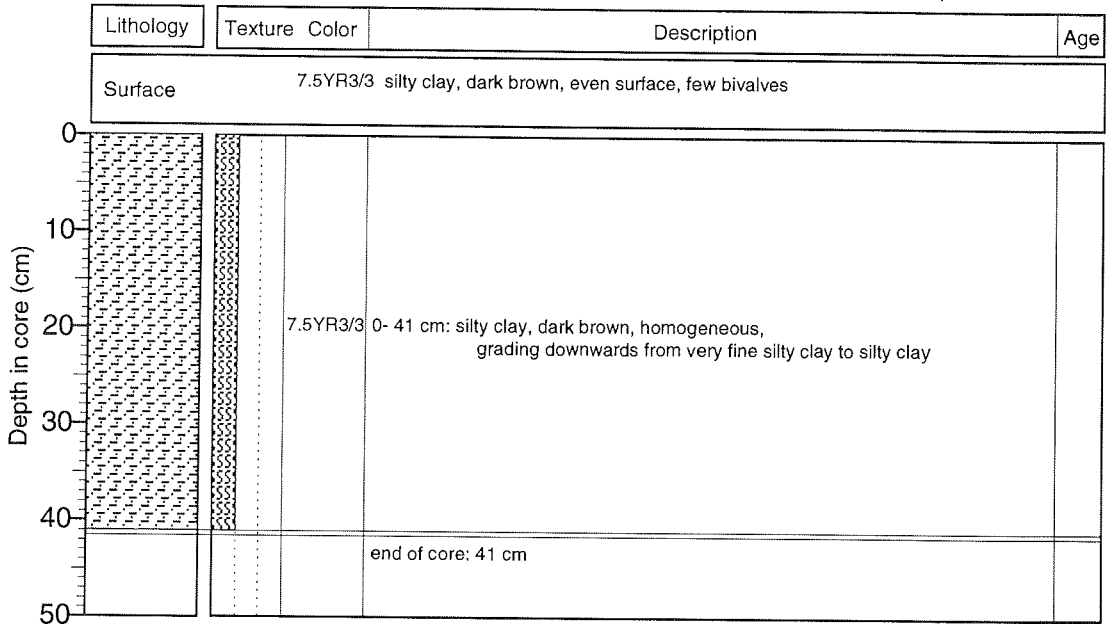 Lithology
Texture Color
Description
Age
Surface
7.5YR3/3 silty clay, dark brown, even surface, few bivalves
0
10
20
30
40
50
Depth in core (cm)
7.5YR3/3 0- 41 cm: silty clay, dark brown, homogeneous,
grading downwards from very fine silty clay to silty clay
end of core: 41 cm